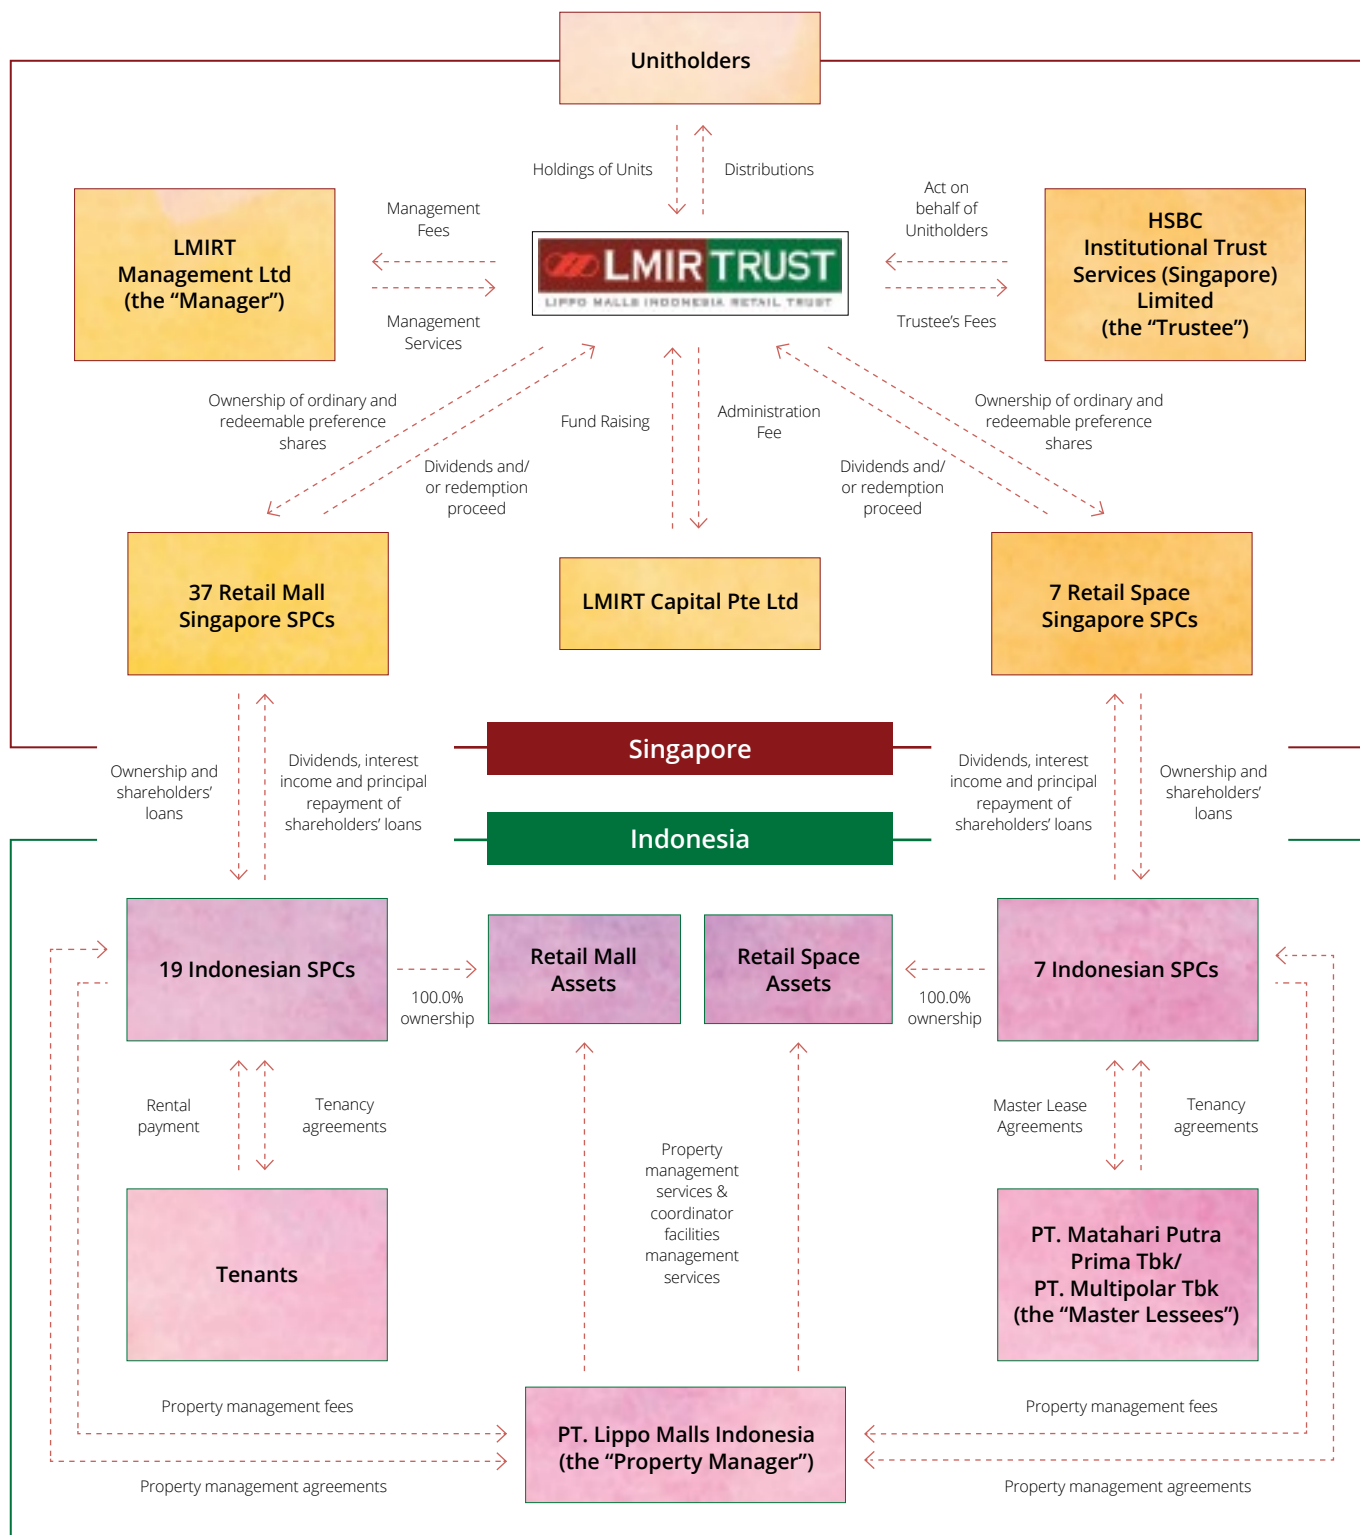 Unitholders
Holdings of Units
Distributions
LMIRT
Management Ltd
(the “Manager”)
Management
Fees
Management
Services
LMIR TRUST
LIPPO MALLS INDONESIA RETAIL TRUST
Act on
behalf of
Unitholders
Trustee’s Fees
HSBC
Institutional Trust
Services (Singapore)
Limited
(the “Trustee”)
Ownership of ordinary and
redeemable preference
shares
Dividends and/
or redemption
proceed
Fund Raising
Administration
Fee
Dividends and/
or redemption
proceed
Ownership of ordinary and
redeemable preference
shares
37 Retail Mall
Singapore SPCs
LMIRT Capital Pte Ltd
7 Retail Space
Singapore SPCs
Singapore
Ownership and
shareholders’
loans
Dividends, interest
income and principal
repayment of
shareholders’ loans
Dividends, interest
income and principal
repayment of
shareholders’ loans
Ownership and
shareholders’
loans
Indonesia
19 Indonesian SPCs
100.0%
ownership
Retail Mall
Assets
Retail Space
Assets
100.0%
ownership
7 Indonesian SPCs
Rental
payment
Tenancy
agreements
Master Lease
Agreements
Tenancy
agreements
Property
management
services &
coordinator
facilities
management
services
Tenants
PT. Matahari Putra
Prima Tbk/
PT. Multipolar Tbk
(the “Master Lessees”)
Property management fees
Property management agreements
PT. Lippo Malls Indonesia
(the “Property Manager”)
Property management fees
Property management agreements